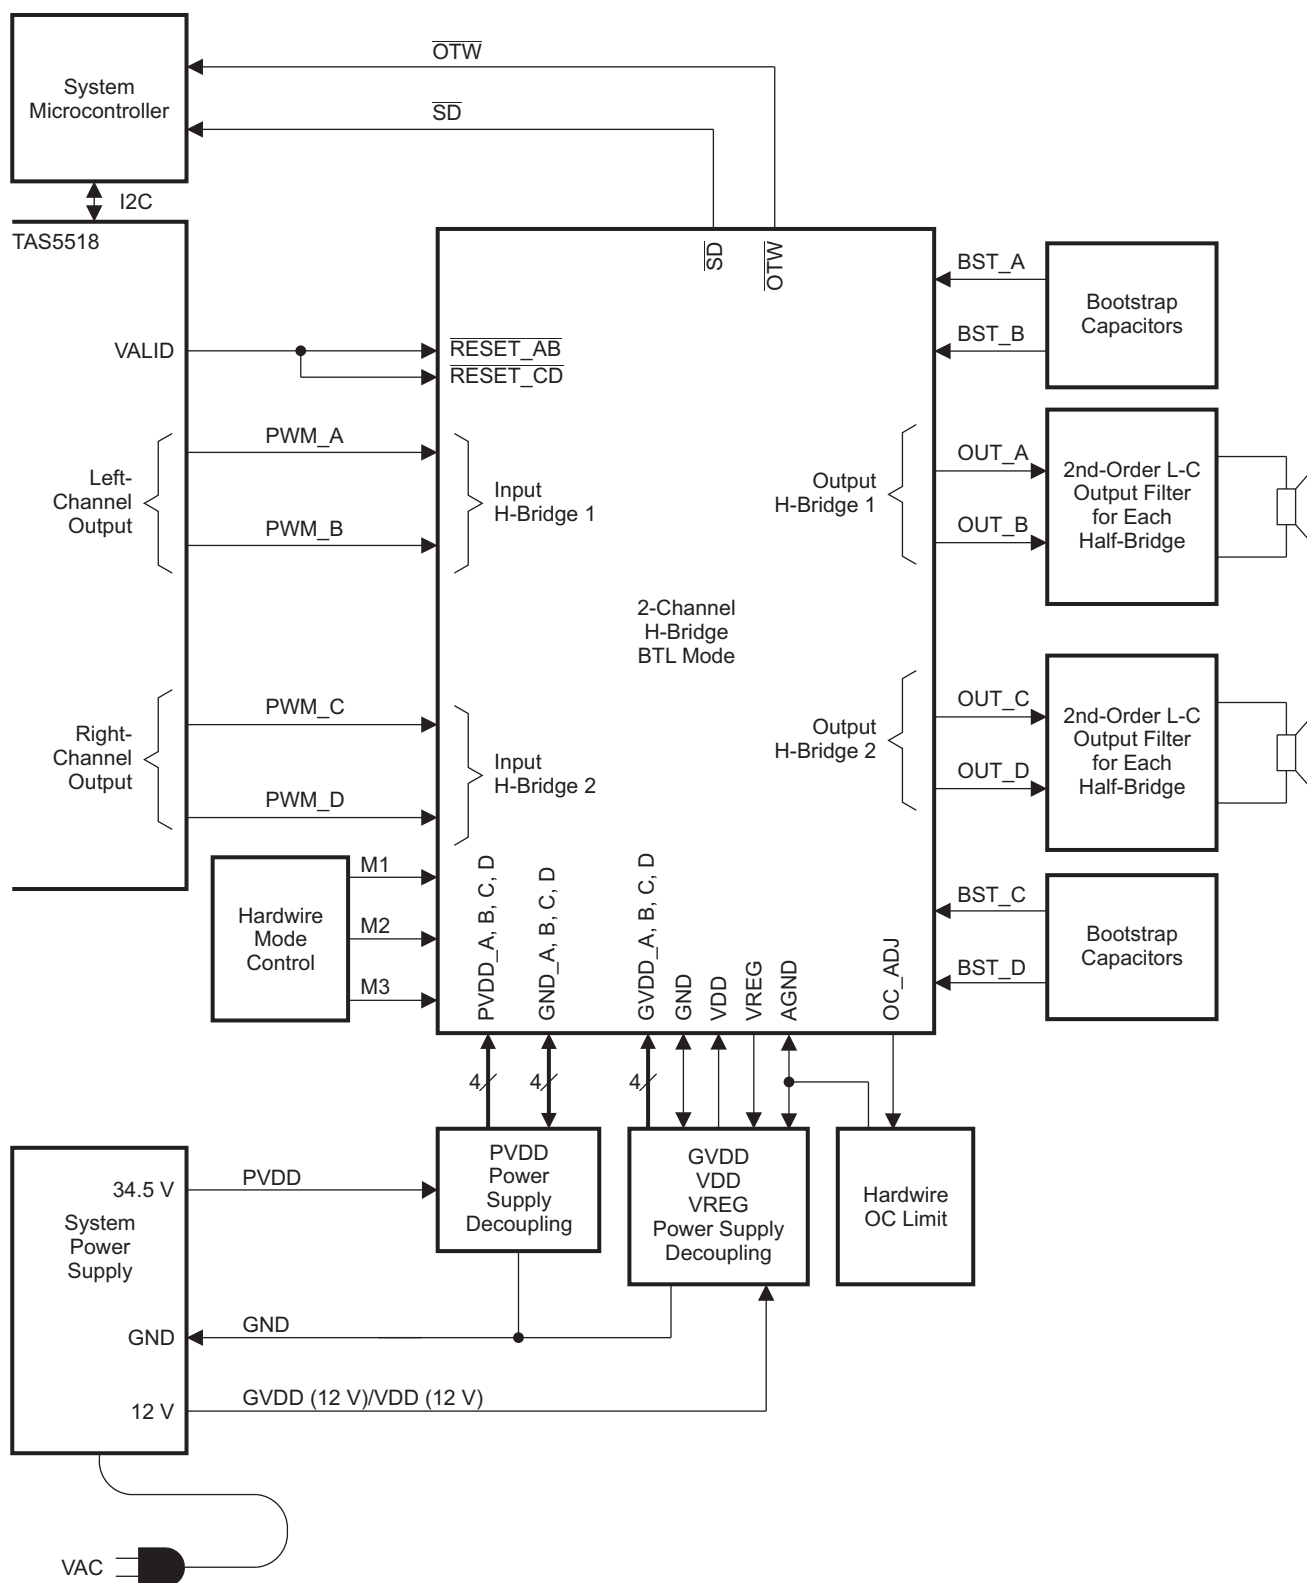 OTW
System
Microcontroller
SD
I2C
TAS5518
SD
OTW
VALID
RESET_AB
RESET_CD
BST_A
BST_B
Bootstrap
Capacitors
Left-
Channel
Output
PWM_A
PWM_B
Input
H-Bridge 1
Output
H-Bridge 1
OUT_A
OUT_B
2nd-Order L-C
Output Filter
for Each
Half-Bridge
2-Channel
H-Bridge
BTL Mode
Right-
Channel
Output
PWM_C
PWM_D
Input
H-Bridge 2
Output
H-Bridge 2
OUT_C
OUT_D
2nd-Order L-C
Output Filter
for Each
Half-Bridge
Hardwire
Mode
Control
M1
M2
M3
PVDD_A, B, C, D
GND_A, B, C, D
GVDD_A, B, C, D
GND
VDD
VREG
AGND
OC_ADJ
BST_C
BST_D
Bootstrap
Capacitors
4
4
4
PVDD
Power
Supply
Decoupling
GVDD
VDD
VREG
Power Supply
Decoupling
Hardwire
OC Limit
34.5 V
PVDD
System
Power
Supply
GND
GND
12 V
GVDD (12 V)/VDD (12 V)
VAC